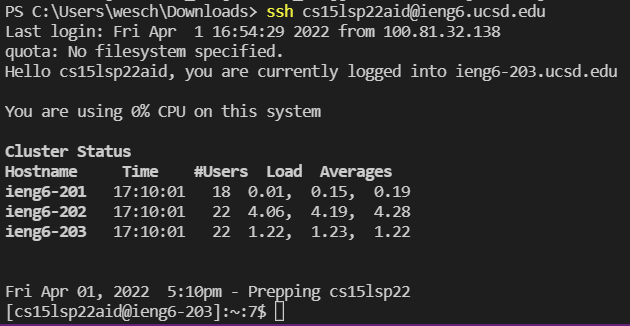 PS C:\Users\wesch\Downloads> ssh cs15lsp22aid@ieng6.ucsd.edu
Last login: Fri Apr  1 16:54:29 2022 from 100.81.32.138
quota: No filesystem specified.
Hello cs15lsp22aid, you are currently logged into ieng6-203.ucsd.edu
You are using 0% CPU on this system
Cluster Status
Hostname     Time    #Users  Load  Averages
ieng6-201   17:10:01   18  0.01,  0.15,  0.19
ieng6-202   17:10:01   22  4.06,  4.19,  4.28
ieng6-203   17:10:01   22  1.22,  1.23,  1.22
Fri Apr 01, 2022  5:10pm - Prepping cs15lsp22
[cs15lsp22aid@ieng6-203]:~:7$